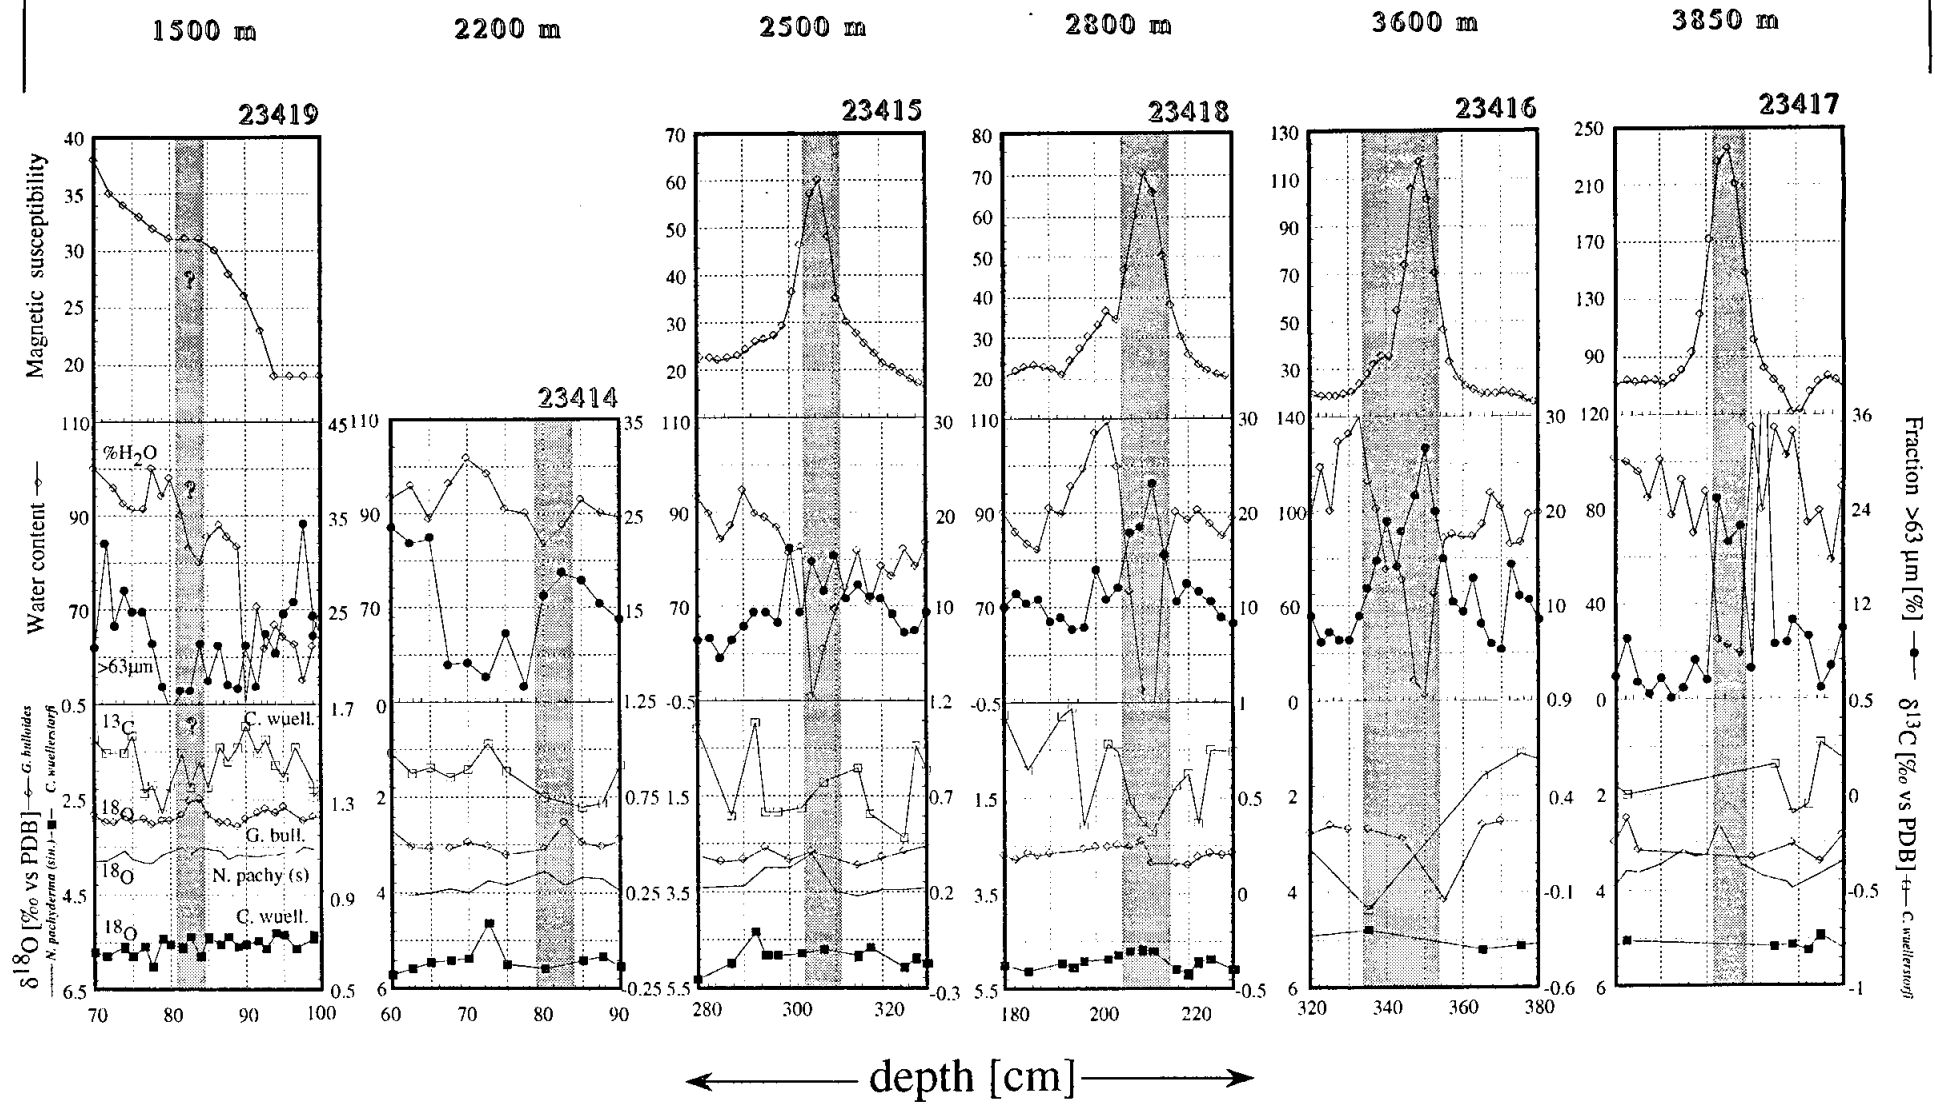 1500 m 2200 m 2500 m 2800 m 3600 m 3850 m
23419 23415 23418 23416 23417
23414
Magnetic susceptibility
40 35 30 25 20
70 60 50 40 30 20
80 70 60 50 40 30 20
130 110 90 70 50 30
250 210 170 130 90
? ? ?
Water content
110 90 70
45 35 25
110 90 70
35 25 15
110 90 70
30 20 10
110 90 70
30 20 10
140 100 60
30 20 10
120 80 40
36 24 12
%H2O
>63µm
Fraction >63 µm [%]
δ18O [‰ vs PDB] G. bulloides
N. pachyderma (sin.) C. wuellerstorfi
0.5 2.5 4.5 6.5
1.7 1.3 0.9 0.5
0 2 4 6
1.25 0.75 0.25 -0.25
-0.5 1.5 3.5 5.5
1.2 0.7 0.2 -0.3
-0.5 1.5 3.5 5.5
1 0.5 0 -0.5
0 2 4 6
0.9 0.4 -0.1 -0.6
0 2 4 6
0.5 0 -0.5 -1
13C C. wuell.
18O G. bull.
18O N. pachy (s)
18O C. wuell.
δ13C [‰ vs PDB] C. wuellerstorfi
70 80 90 100
60 70 80 90
280 300 320
180 200 220
320 340 360 380
depth [cm]